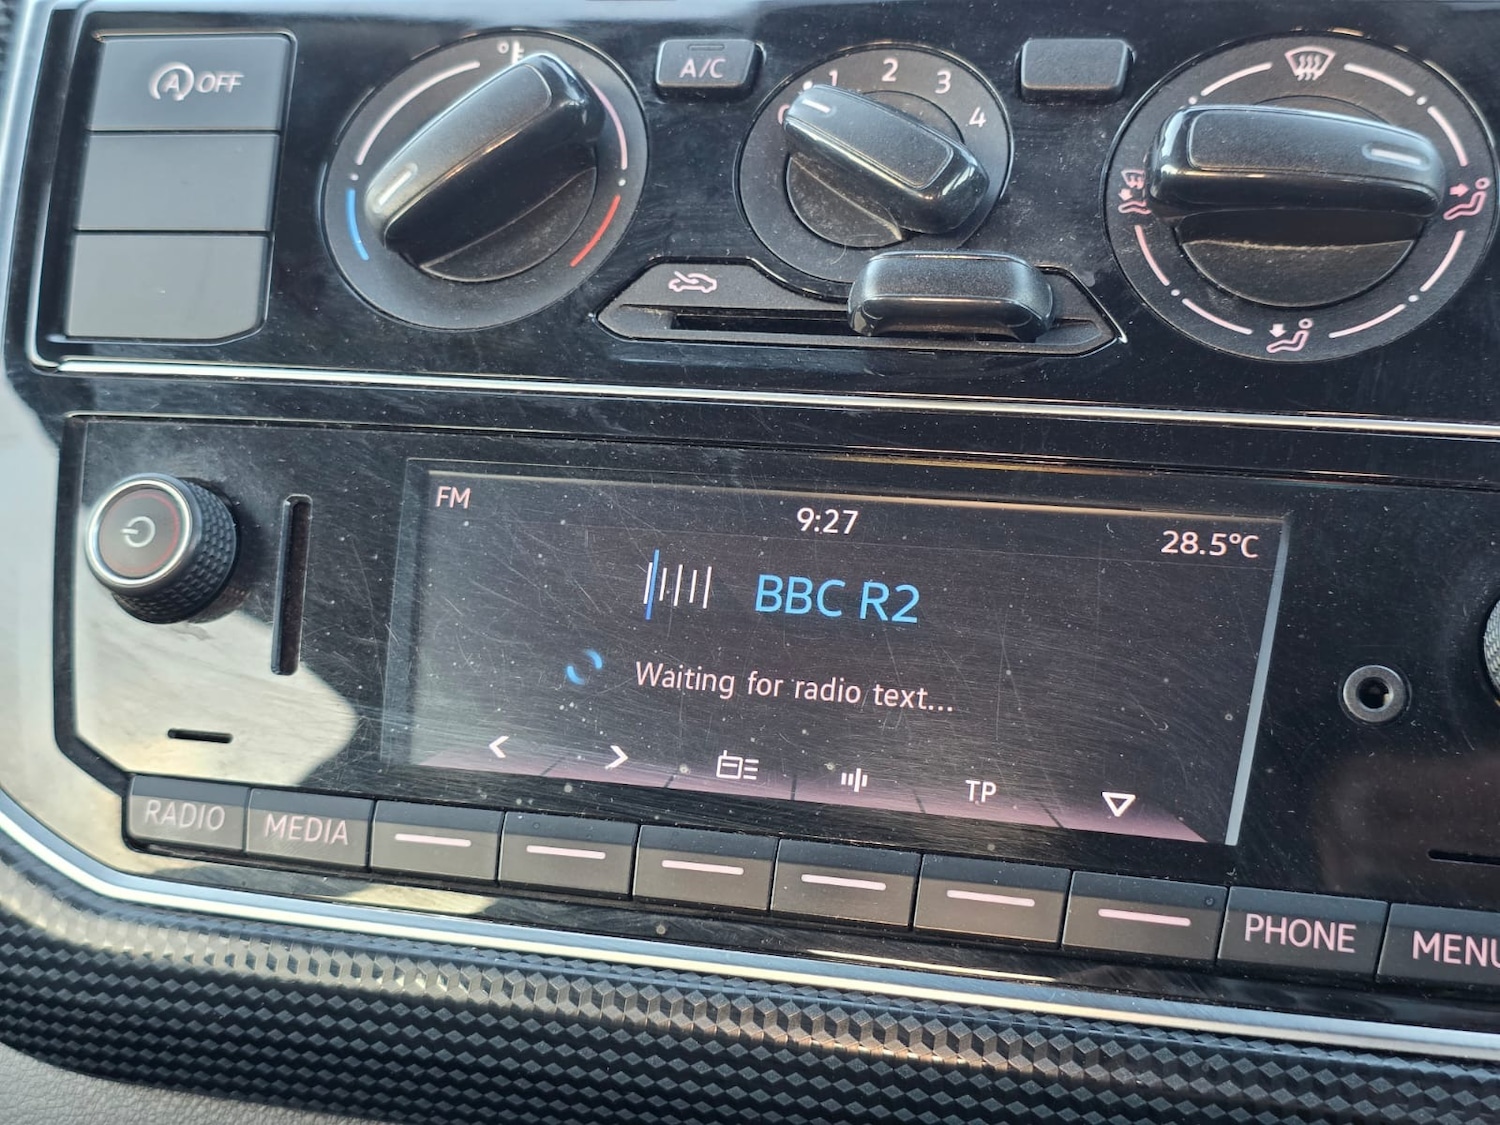 A OFF
A/C
1 2 3 4
FM
9:27
28.5°C
BBC R2
Waiting for radio text...
TP
RADIO
MEDIA
PHONE
MENU